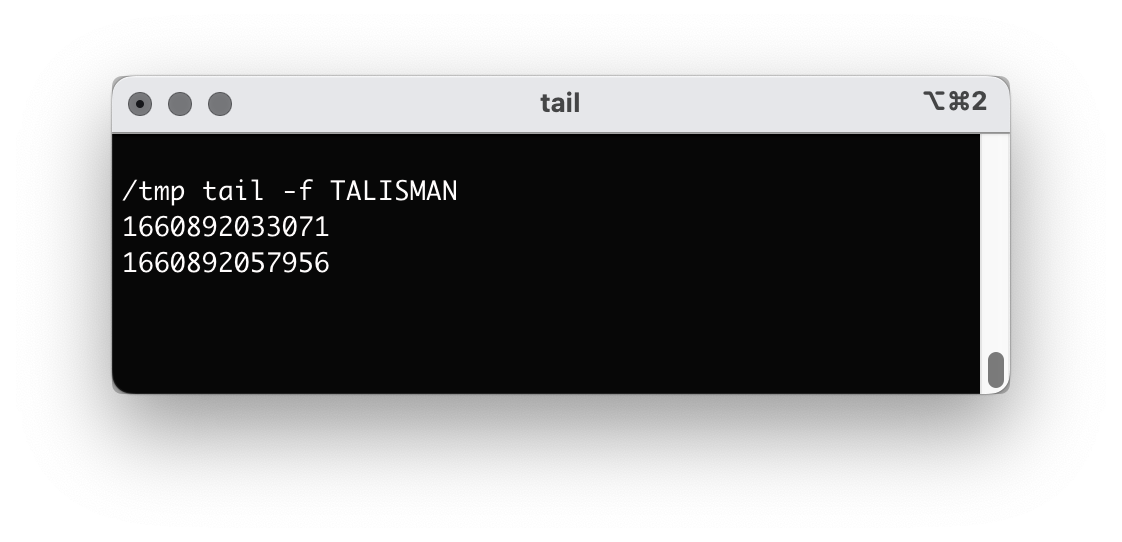 tail ⌥⌘2
/tmp tail -f TALISMAN
1660892033071
1660892057956